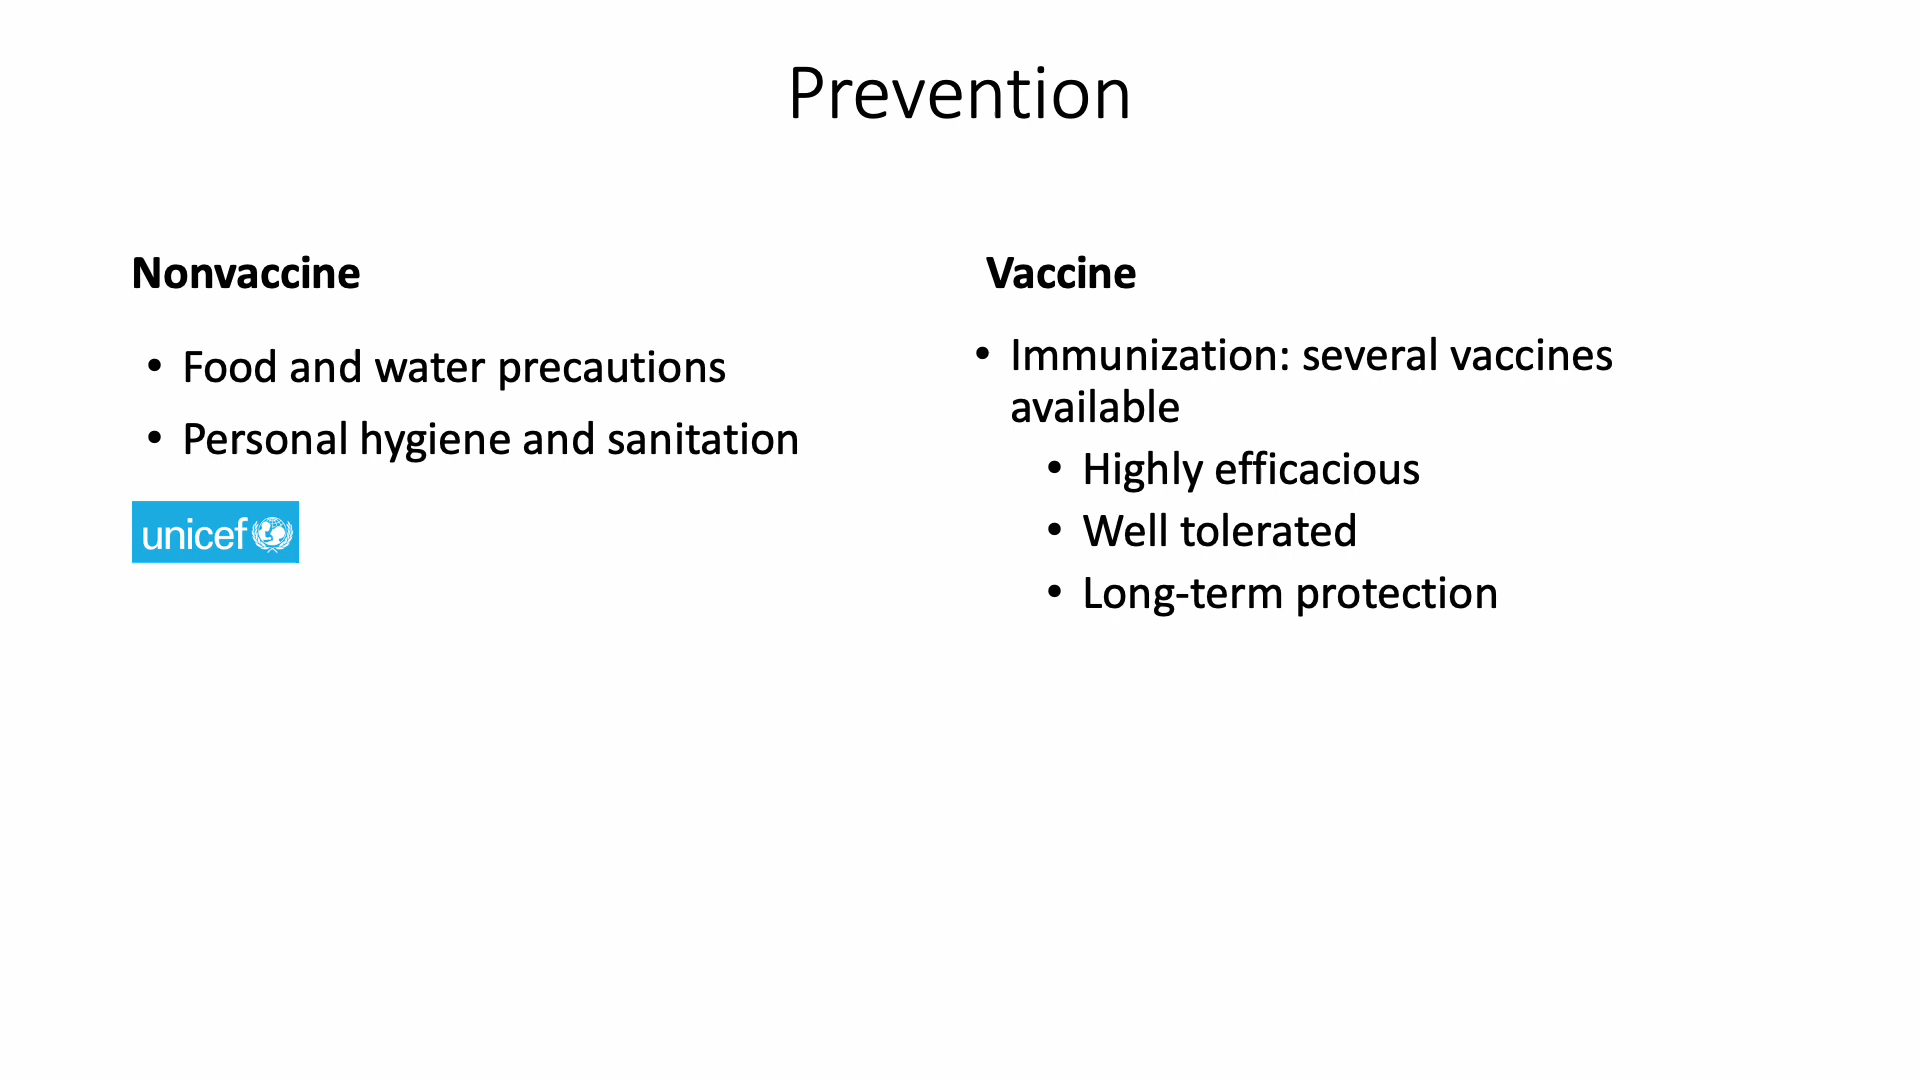 Prevention
Nonvaccine
• Food and water precautions
• Personal hygiene and sanitation
unicef
Vaccine
• Immunization: several vaccines
available
• Highly efficacious
• Well tolerated
• Long-term protection